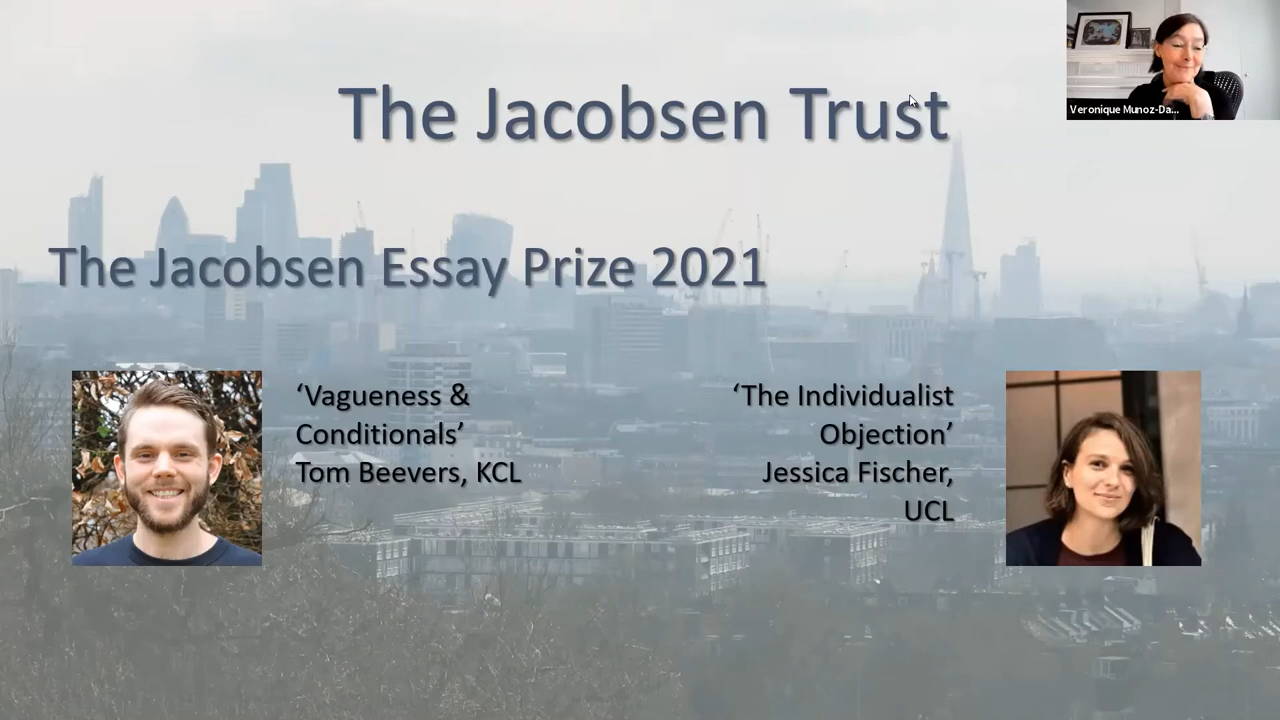 The Jacobsen Trust
Veronique Munoz-Da...
The Jacobsen Essay Prize 2021
‘Vagueness &
Conditionals’
Tom Beevers, KCL
‘The Individualist
Objection’
Jessica Fischer,
UCL